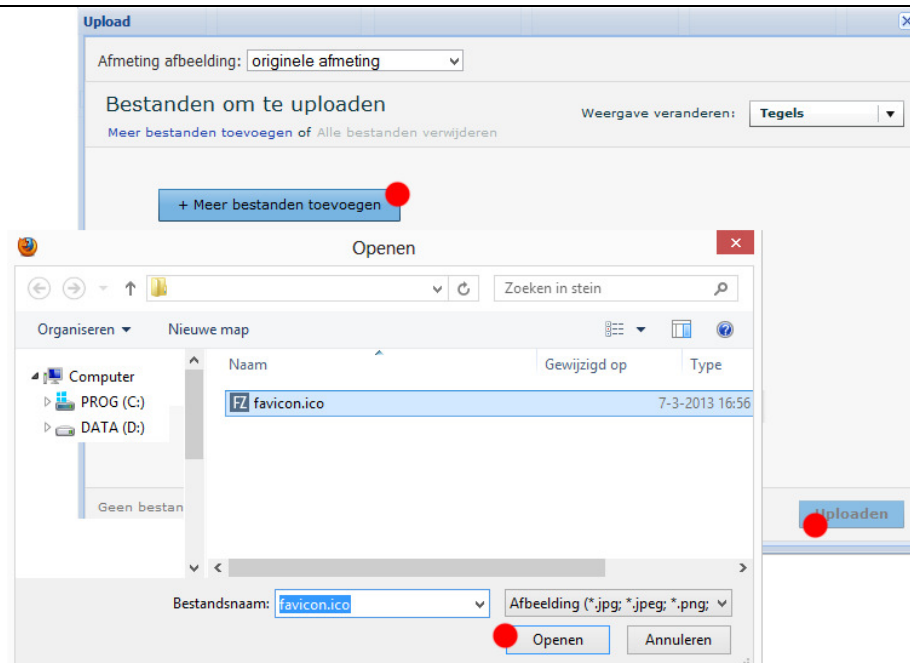 Upload
Afmeting afbeelding: originele afmeting
Bestanden om te uploaden
Weergave veranderen: Tegels
Meer bestanden toevoegen of Alle bestanden verwijderen
+ Meer bestanden toevoegen
Openen
Zoeken in stein
Organiseren Nieuwe map
Naam Gewijzigd op Type
Computer
PROG (C:)
DATA (D:)
FZ favicon.ico 7-3-2013 16:56
Geen bestan
Uploaden
Bestandsnaam: favicon.ico Afbeelding (*.jpg; *.jpeg; *.png;
Openen Annuleren